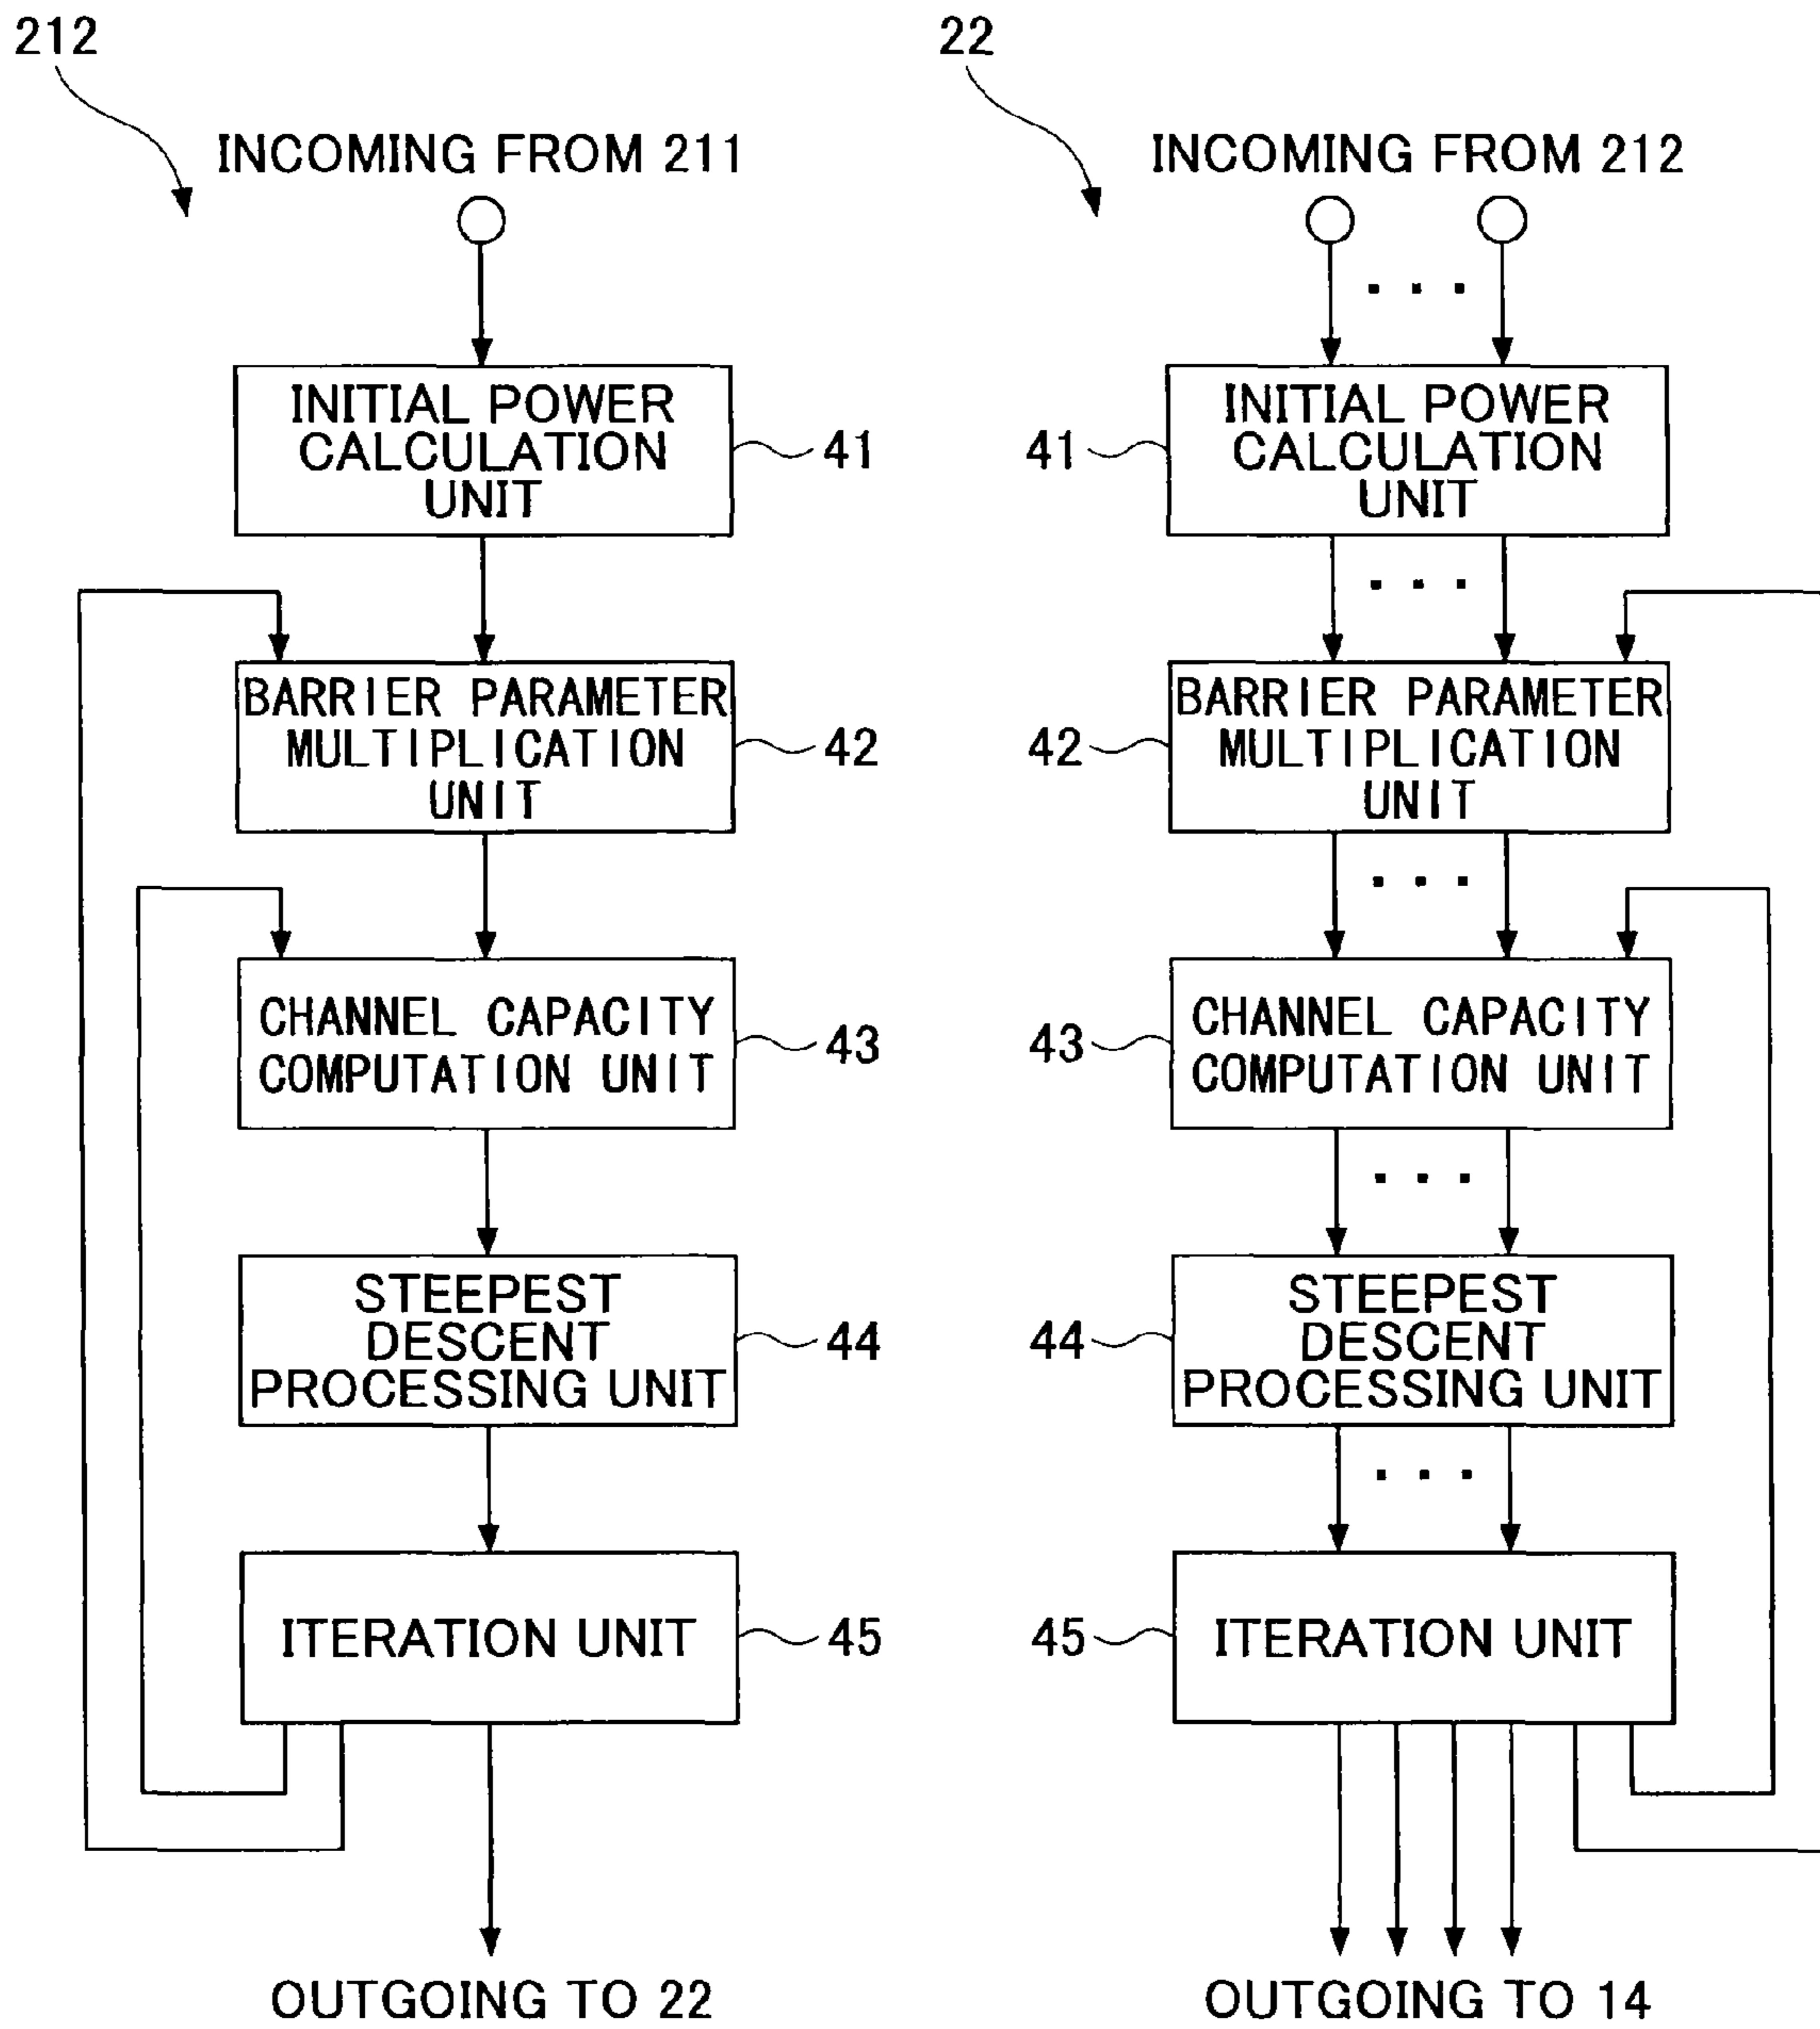 212
INCOMING FROM 211
INITIAL POWER
CALCULATION
UNIT
41
BARRIER PARAMETER
MULTIPLICATION
UNIT
42
CHANNEL CAPACITY
COMPUTATION UNIT
43
STEEPEST
DESCENT
PROCESSING UNIT
44
ITERATION UNIT
45
OUTGOING TO 22
22
INCOMING FROM 212
. . .
INITIAL POWER
CALCULATION
UNIT
41
. . .
BARRIER PARAMETER
MULTIPLICATION
UNIT
42
. . .
CHANNEL CAPACITY
COMPUTATION UNIT
43
. . .
STEEPEST
DESCENT
PROCESSING UNIT
44
. . .
ITERATION UNIT
45
OUTGOING TO 14